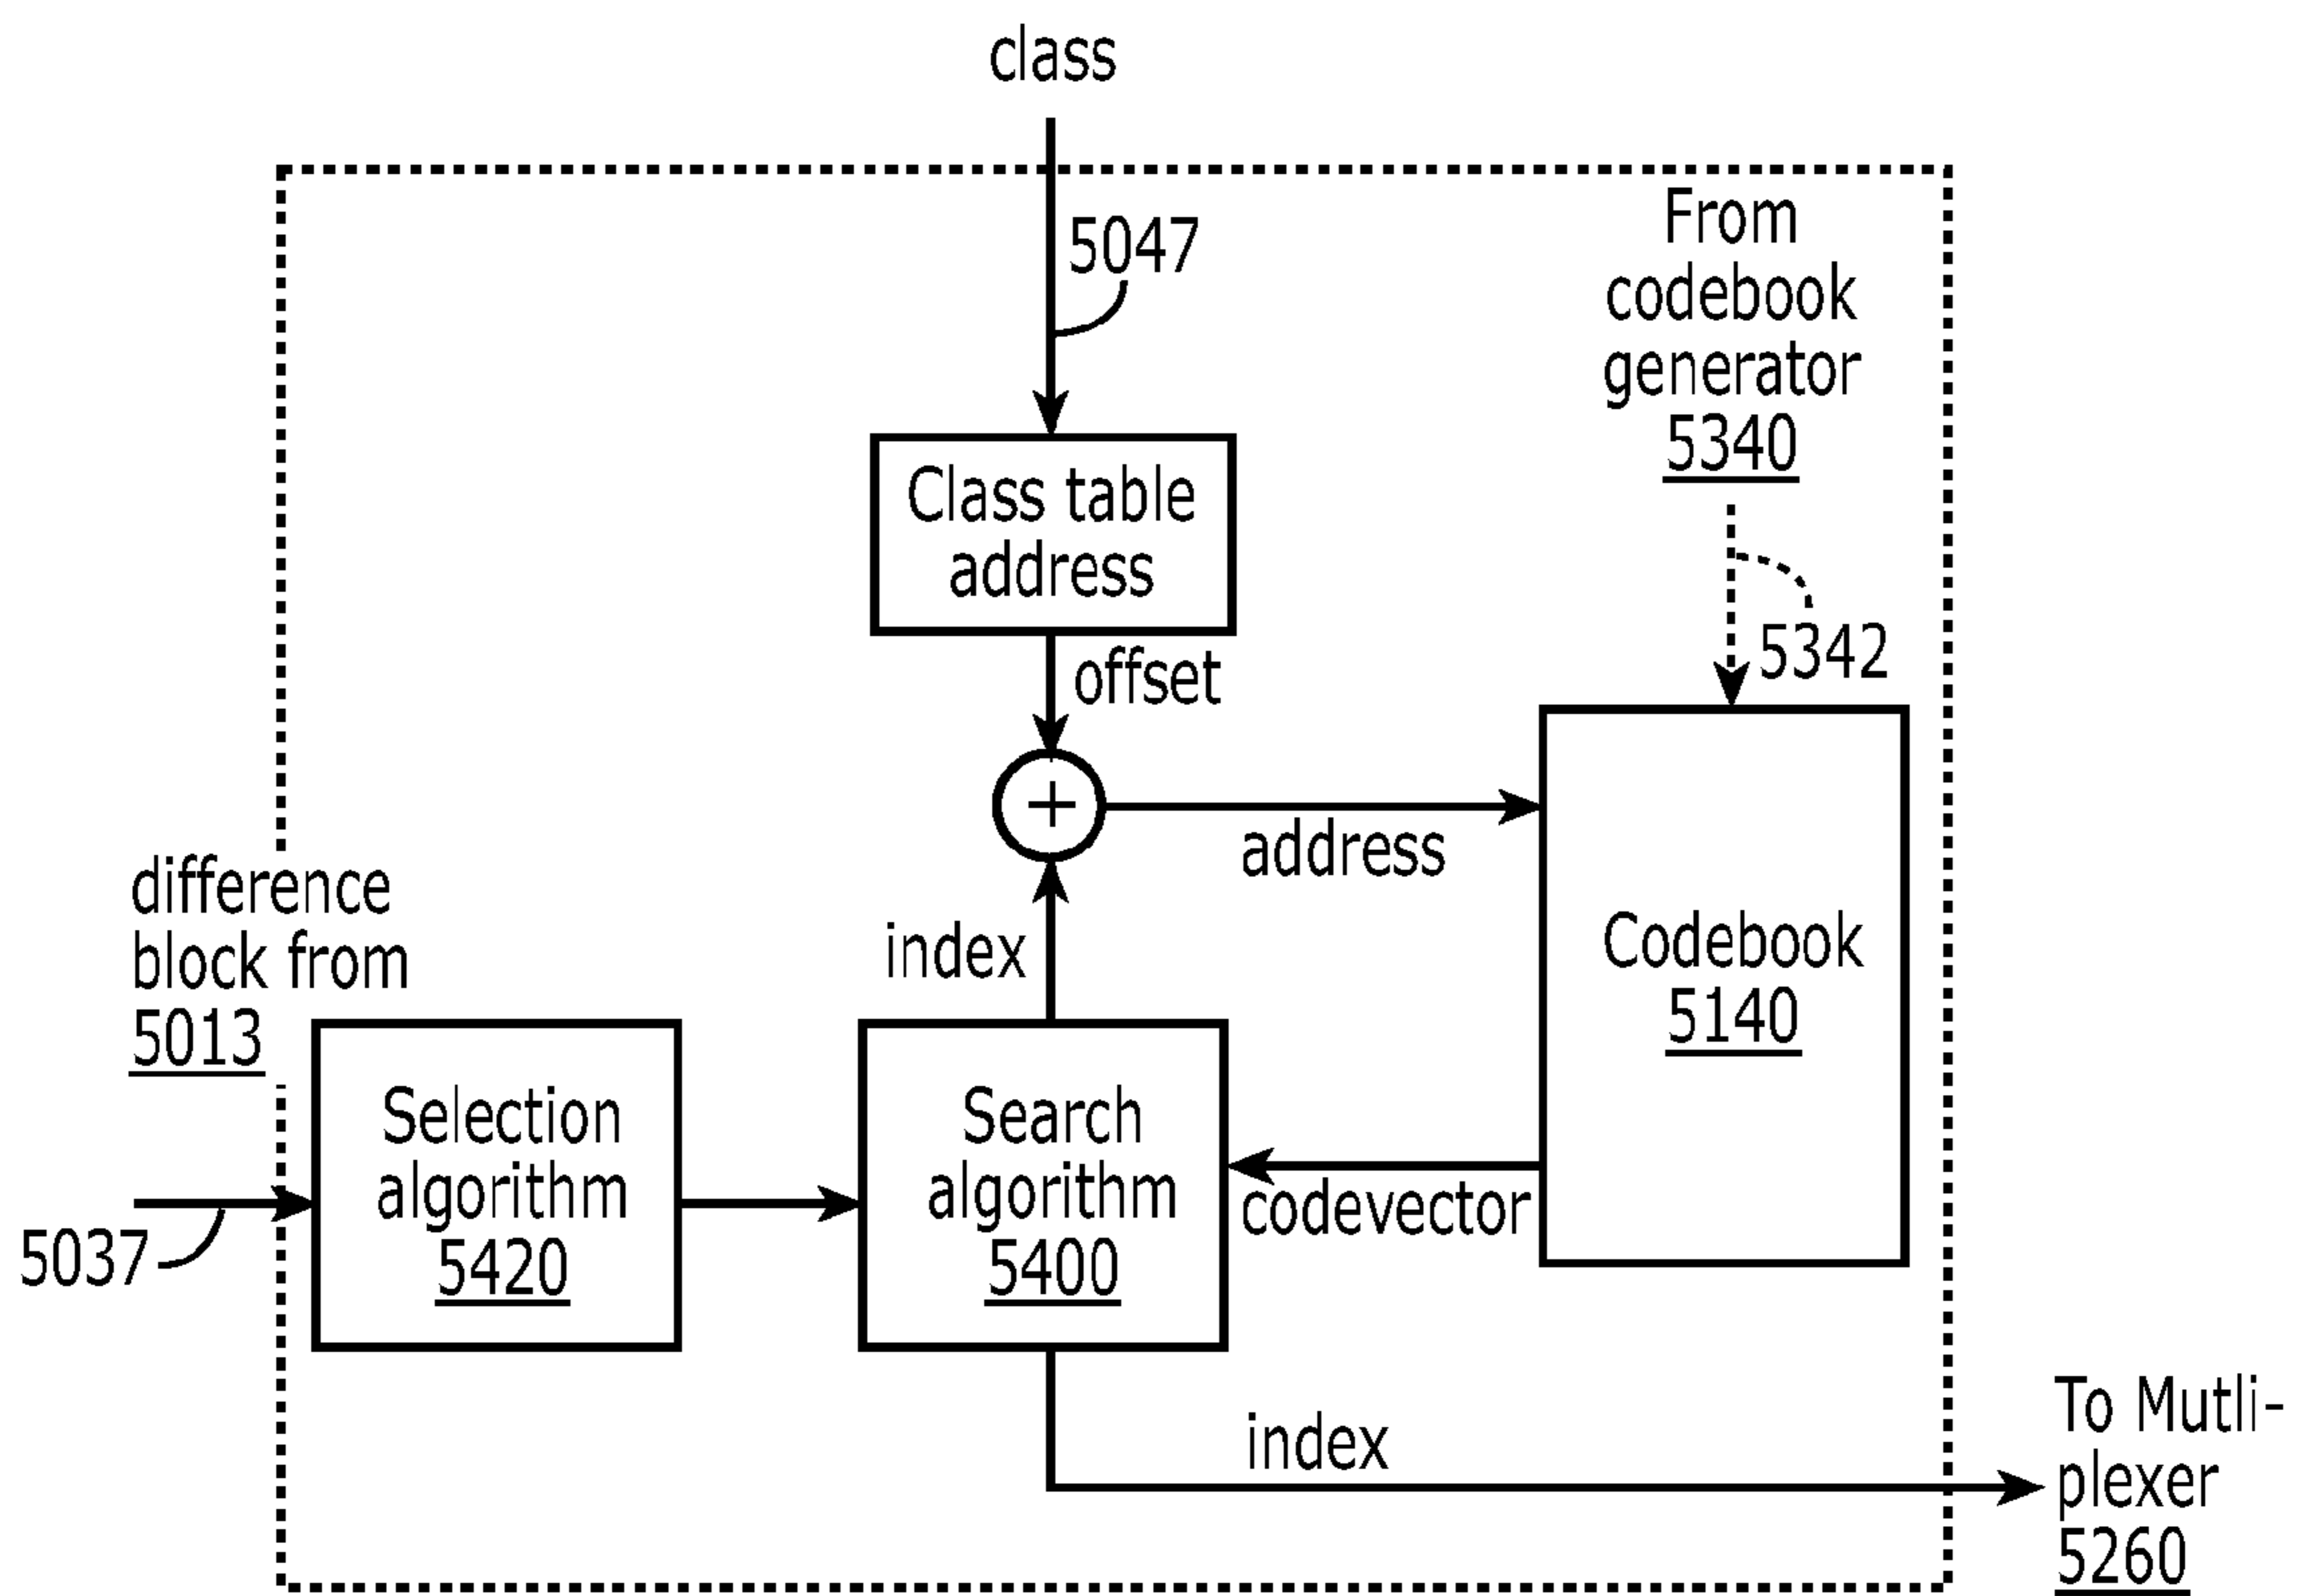 class
5047
From
codebook
generator
5340
Class table
address
5342
offset
+
address
difference
block from
5013
index
Codebook
5140
Selection
algorithm
5420
Search
algorithm
5400
codevector
5037
index
To Mutli-
plexer
5260